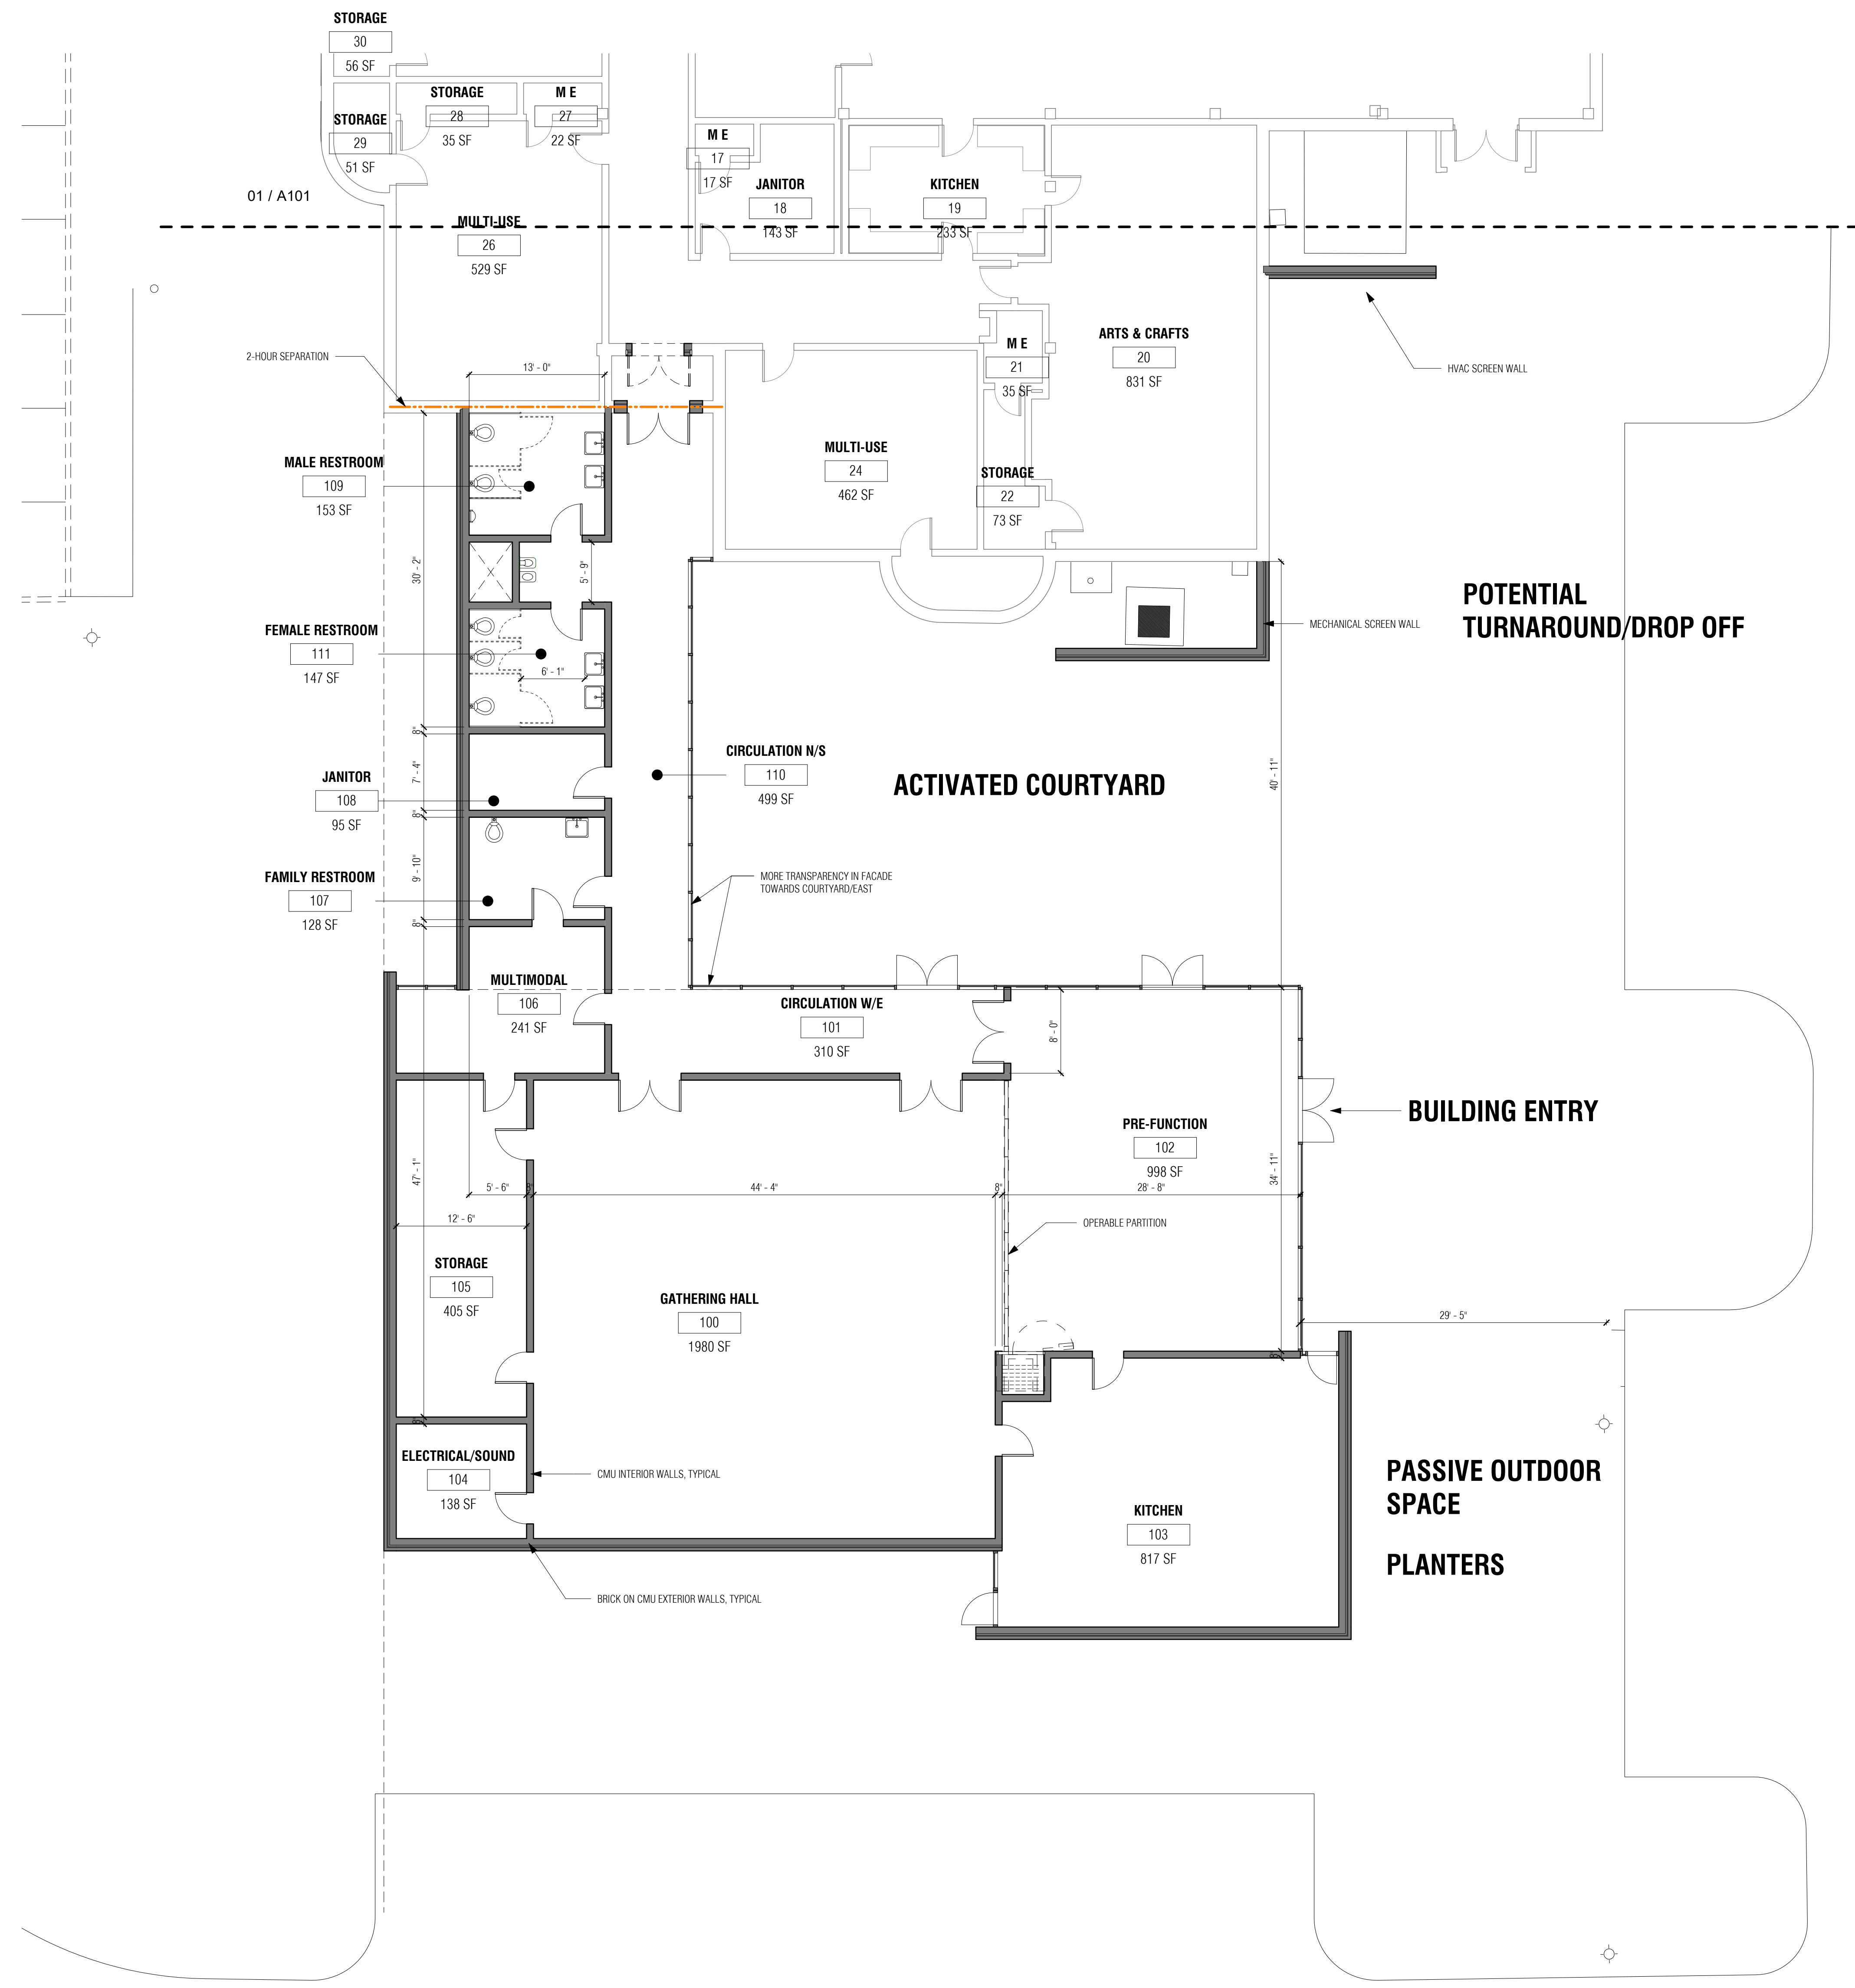 STORAGE
30
56 SF
STORAGE
28
35 SF
M E
27
22 SF
STORAGE
29
51 SF
M E
17
17 SF
JANITOR
18
143 SF
KITCHEN
19
233 SF
01 / A101
MULTI-USE
26
529 SF
ARTS & CRAFTS
20
831 SF
M E
21
35 SF
HVAC SCREEN WALL
2-HOUR SEPARATION
13' - 0"
MULTI-USE
24
462 SF
STORAGE
22
73 SF
MALE RESTROOM
109
153 SF
30' - 2"
5' - 9"
POTENTIAL
TURNAROUND/DROP OFF
MECHANICAL SCREEN WALL
FEMALE RESTROOM
111
147 SF
6' - 1"
8"
CIRCULATION N/S
110
499 SF
ACTIVATED COURTYARD
40' - 11"
JANITOR
108
95 SF
7' - 4"
8"
FAMILY RESTROOM
107
128 SF
9' - 10"
8"
MORE TRANSPARENCY IN FACADE
TOWARDS COURTYARD/EAST
MULTIMODAL
106
241 SF
CIRCULATION W/E
101
310 SF
8' - 0"
BUILDING ENTRY
PRE-FUNCTION
102
998 SF
47' - 1"
34' - 11"
5' - 6"
8"
44' - 4"
8"
28' - 8"
12' - 6"
OPERABLE PARTITION
STORAGE
105
405 SF
GATHERING HALL
100
1980 SF
29' - 5"
8"
8"
ELECTRICAL/SOUND
104
138 SF
CMU INTERIOR WALLS, TYPICAL
KITCHEN
103
817 SF
PASSIVE OUTDOOR
SPACE
PLANTERS
BRICK ON CMU EXTERIOR WALLS, TYPICAL